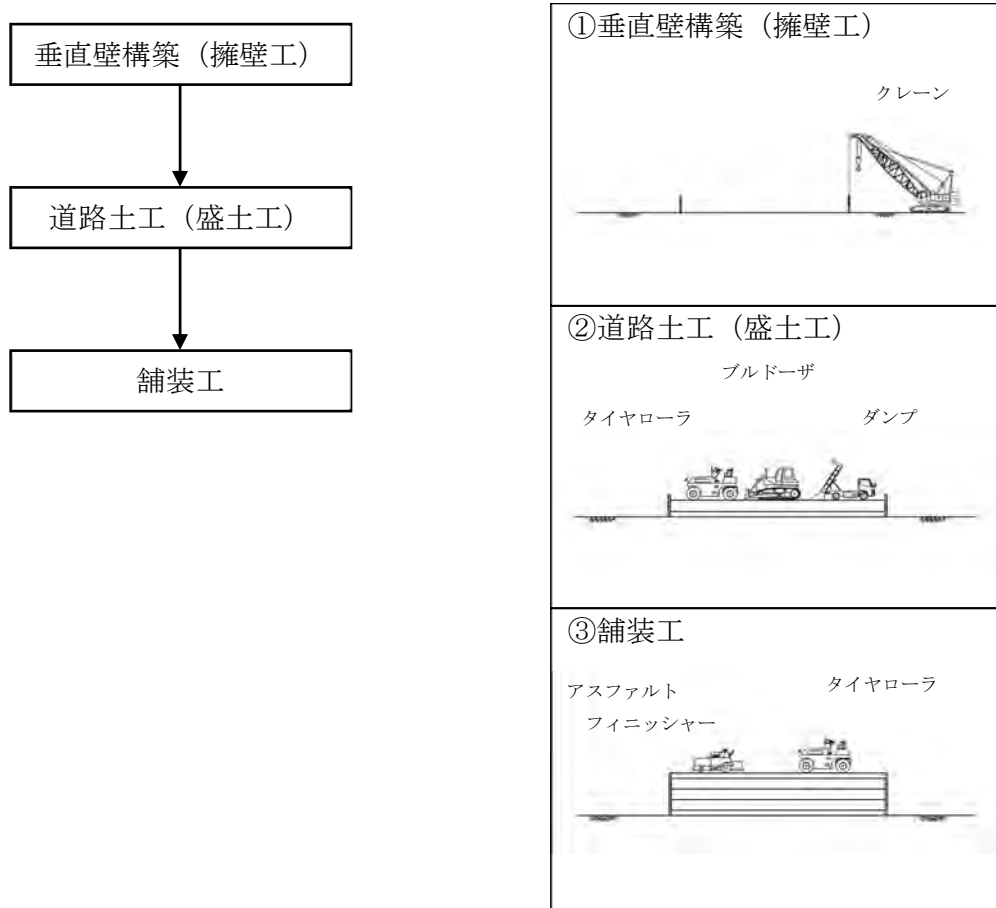 垂直壁構築（擁壁工）
道路土工（盛土工）
舗装工
①垂直壁構築（擁壁工）
クレーン
②道路土工（盛土工）
ブルドーザ
タイヤローラ
ダンプ
③舗装工
アスファルト
フィニッシャー
タイヤローラ